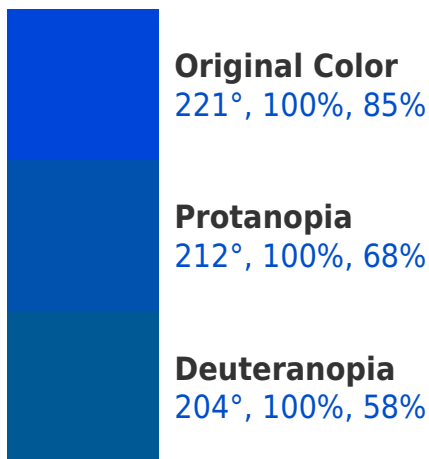 Original Color
221°, 100%, 85%
Protanopia
212°, 100%, 68%
Deuteranopia
204°, 100%, 58%